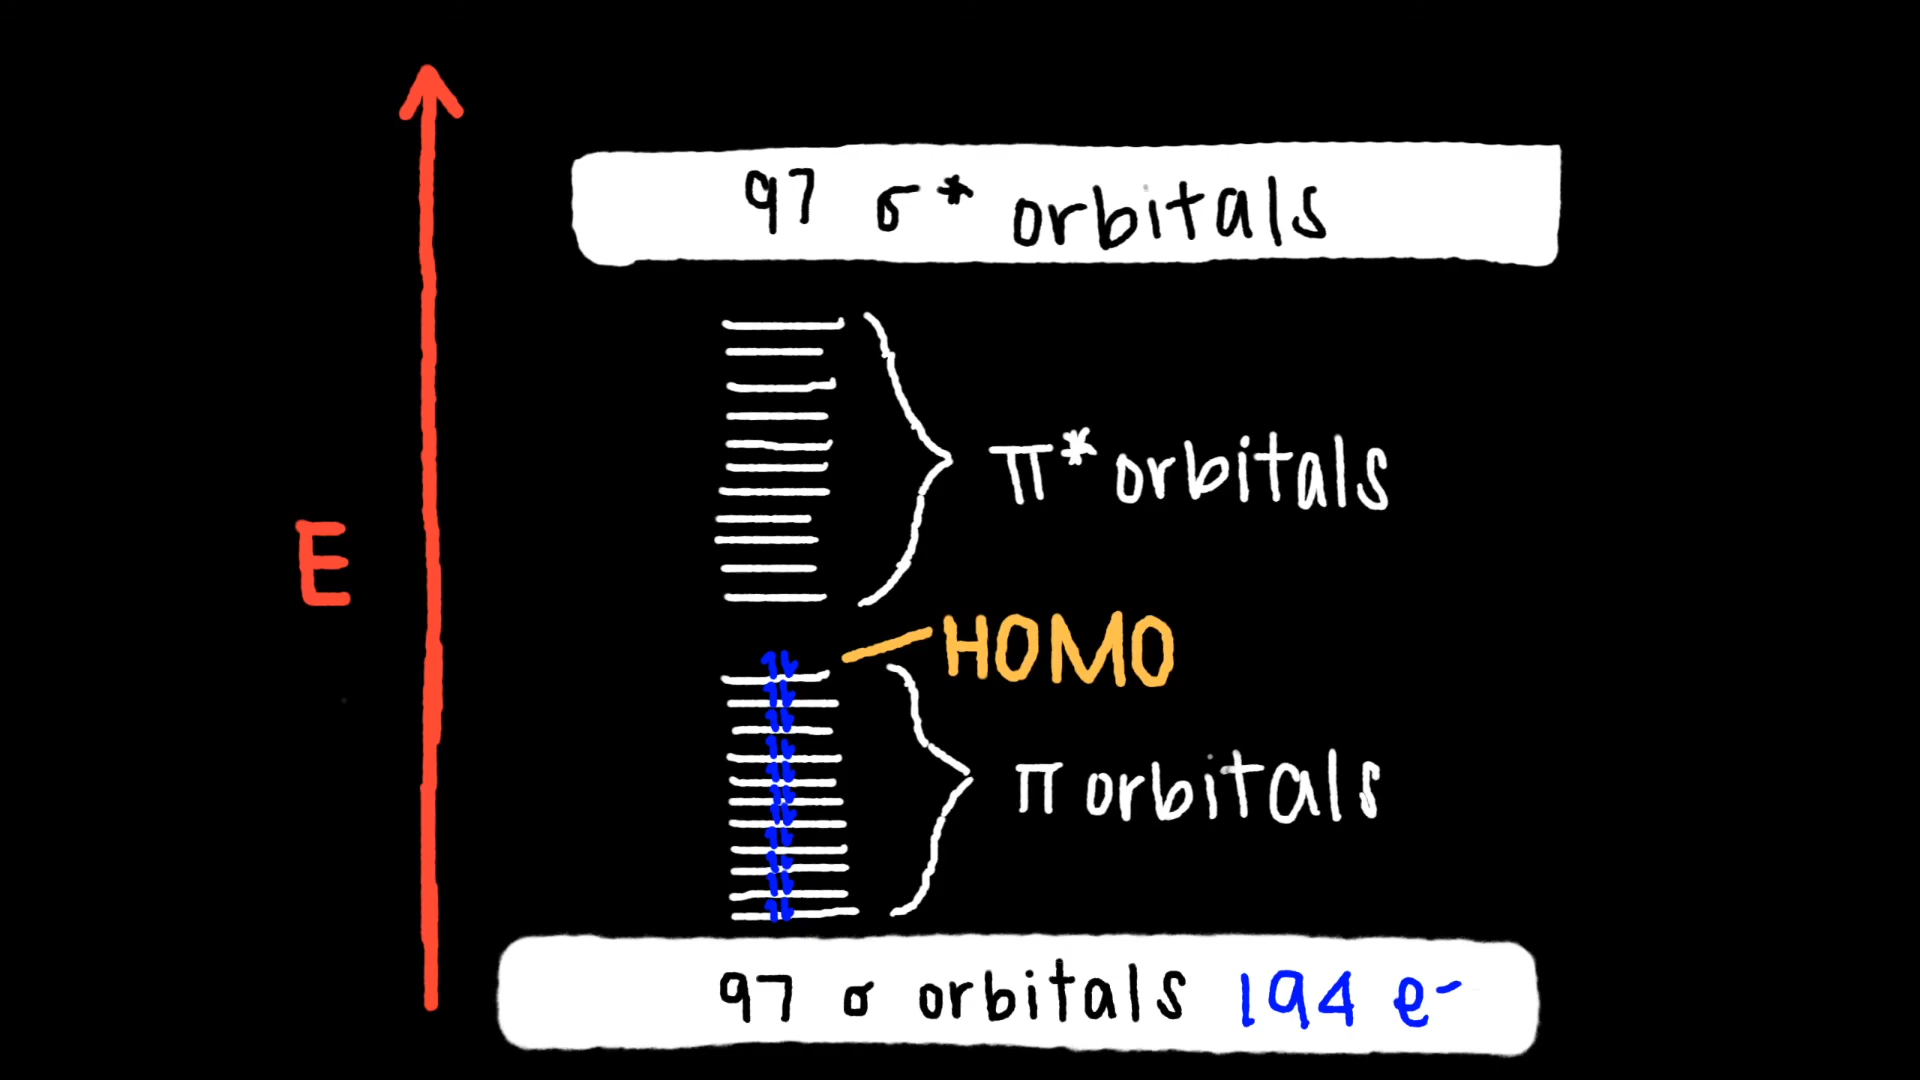 97 σ* orbitals
π* orbitals
E
HOMO
π orbitals
97 σ orbitals 194 e⁻